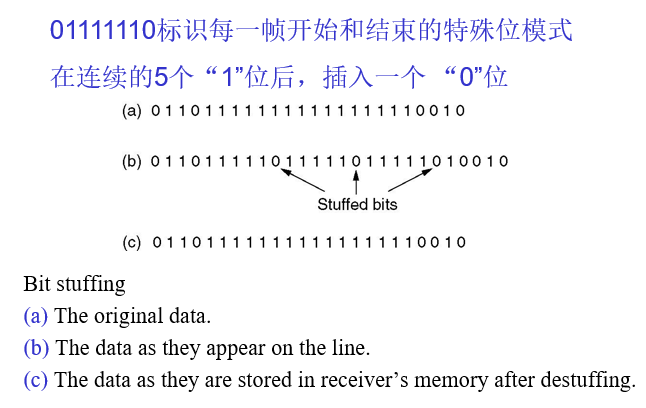 01111110标识每一帧开始和结束的特殊位模式
在连续的5个“1”位后，插入一个 “0”位
(a) 0 1 1 0 1 1 1 1 1 1 1 1 1 1 1 1 1 1 1 1 0 0 1 0
(b) 0 1 1 0 1 1 1 1 1 0 1 1 1 1 1 0 1 1 1 1 1 0 1 0 0 1 0
Stuffed bits
(c) 0 1 1 0 1 1 1 1 1 1 1 1 1 1 1 1 1 1 1 1 0 0 1 0
Bit stuffing
(a) The original data.
(b) The data as they appear on the line.
(c) The data as they are stored in receiver’s memory after destuffing.